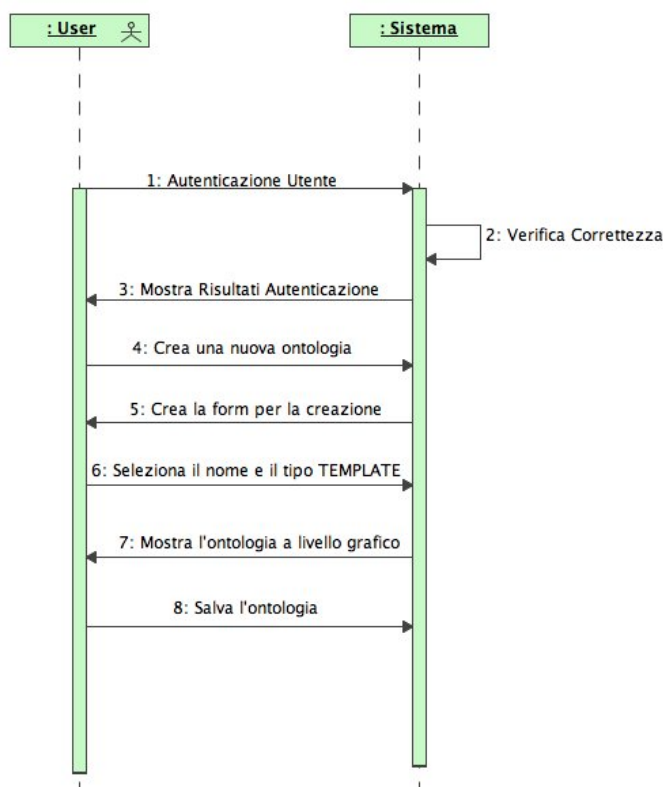 : User
: Sistema
1: Autenticazione Utente
2: Verifica Correttezza
3: Mostra Risultati Autenticazione
4: Crea una nuova ontologia
5: Crea la form per la creazione
6: Seleziona il nome e il tipo TEMPLATE
7: Mostra l'ontologia a livello grafico
8: Salva l'ontologia